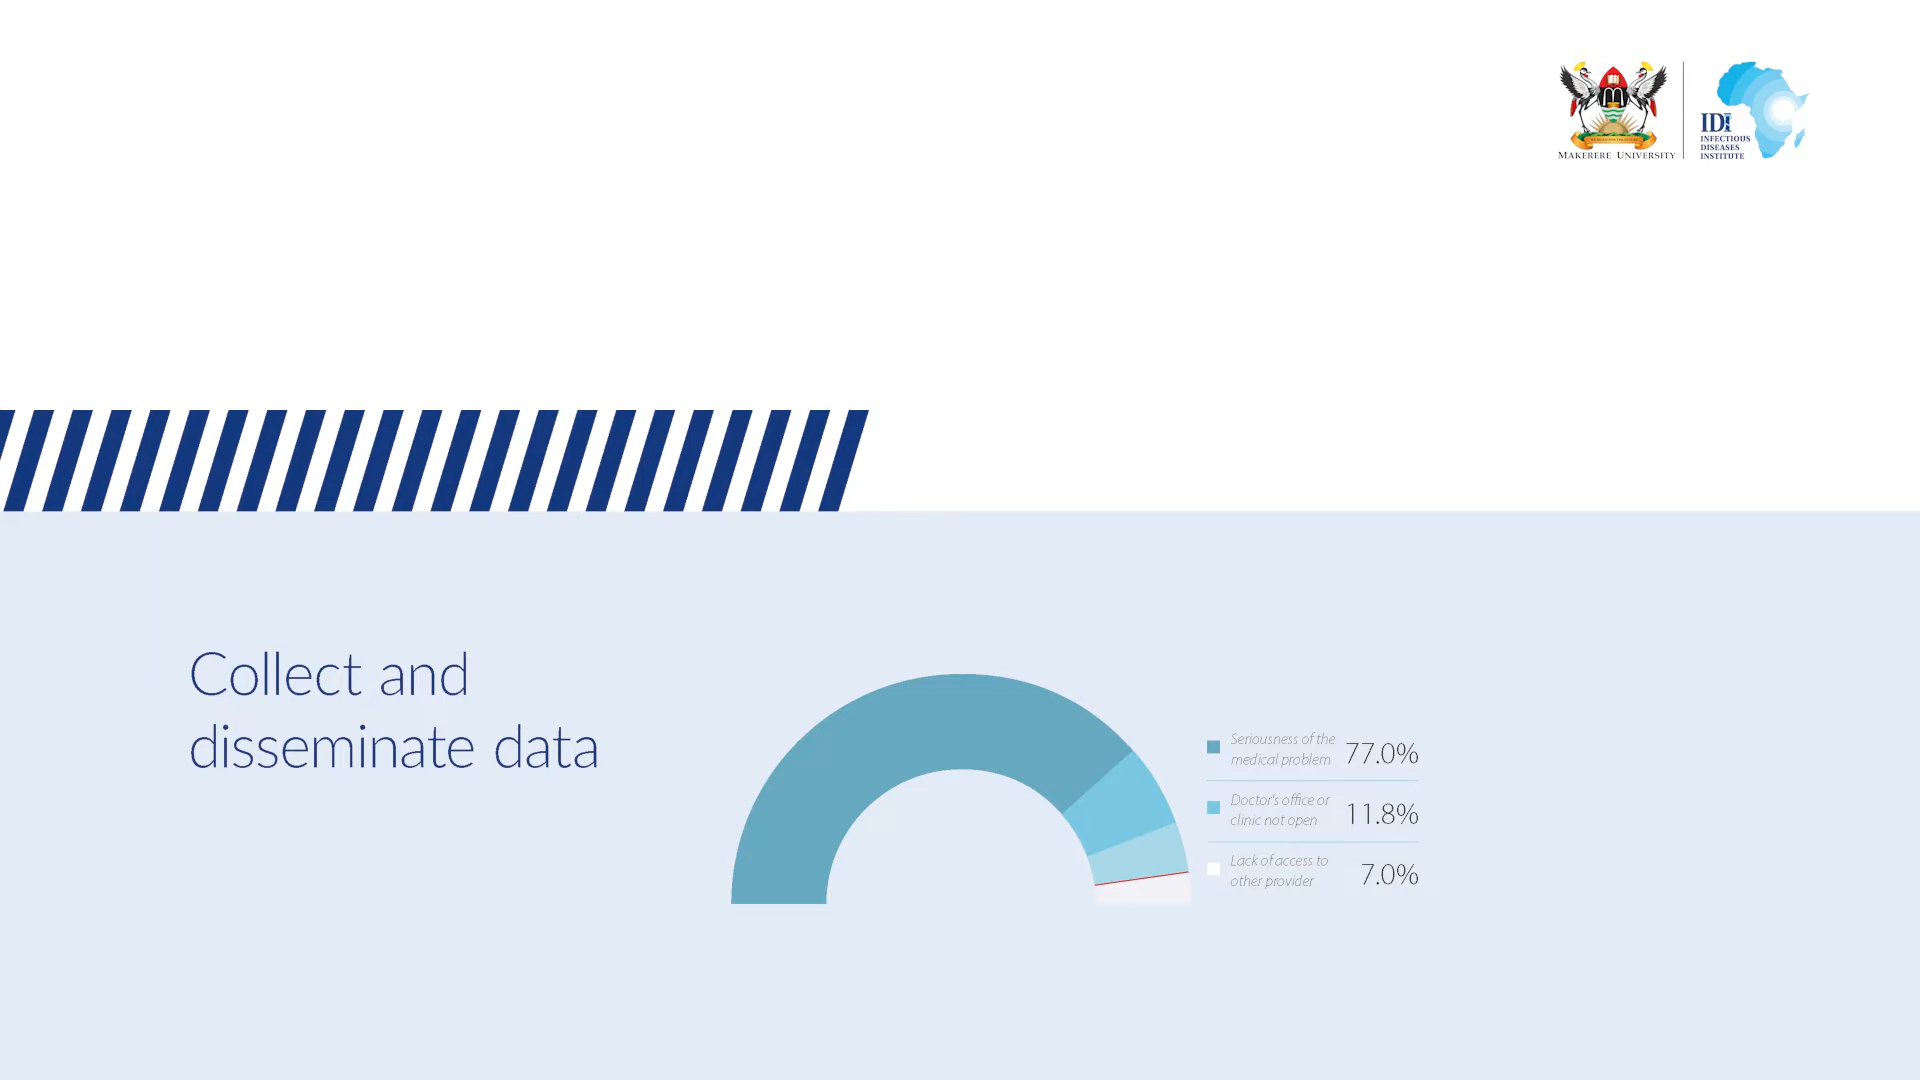 MAKERERE UNIVERSITY
IDI
INFECTIOUS
DISEASES
INSTITUTE
Collect and
disseminate data
Seriousness of the
medical problem 77.0%
Doctor's office or
clinic not open 11.8%
Lack of access to
other provider 7.0%